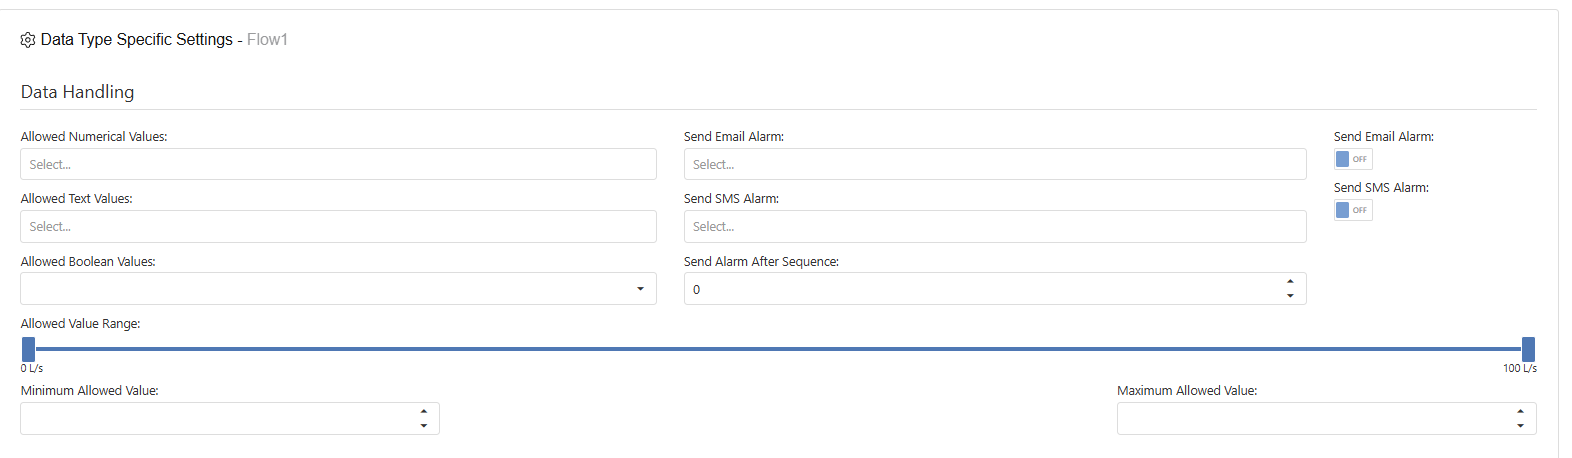 Data Type Specific Settings - Flow1
Data Handling
Allowed Numerical Values:
Select...
Send Email Alarm:
Select...
Send Email Alarm:
OFF
Allowed Text Values:
Select...
Send SMS Alarm:
Select...
Send SMS Alarm:
OFF
Allowed Boolean Values:
Send Alarm After Sequence:
0
Allowed Value Range:
0 L/s
100 L/s
Minimum Allowed Value:
Maximum Allowed Value: